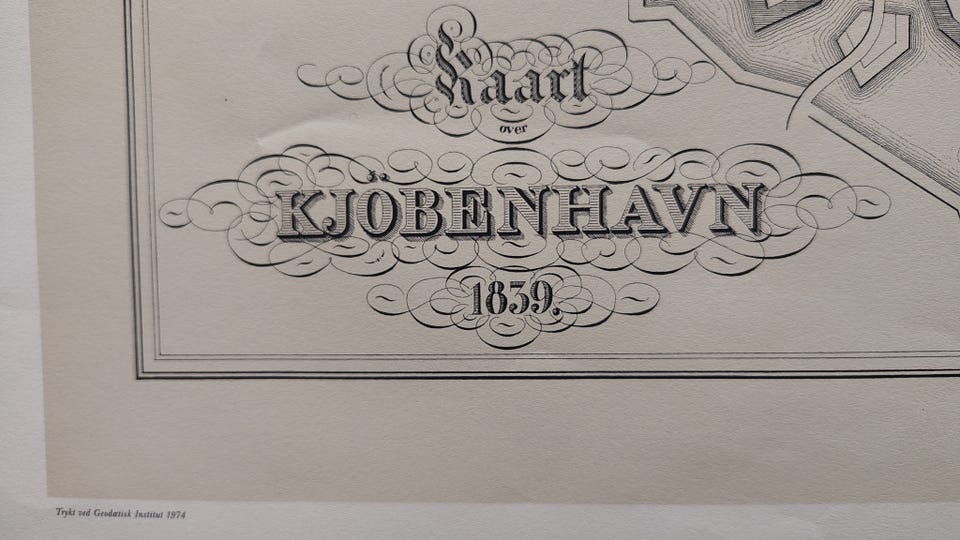 Kaart
over
KJÖBENHAVN
1839.
Trykt ved Geodætisk Institut 1974